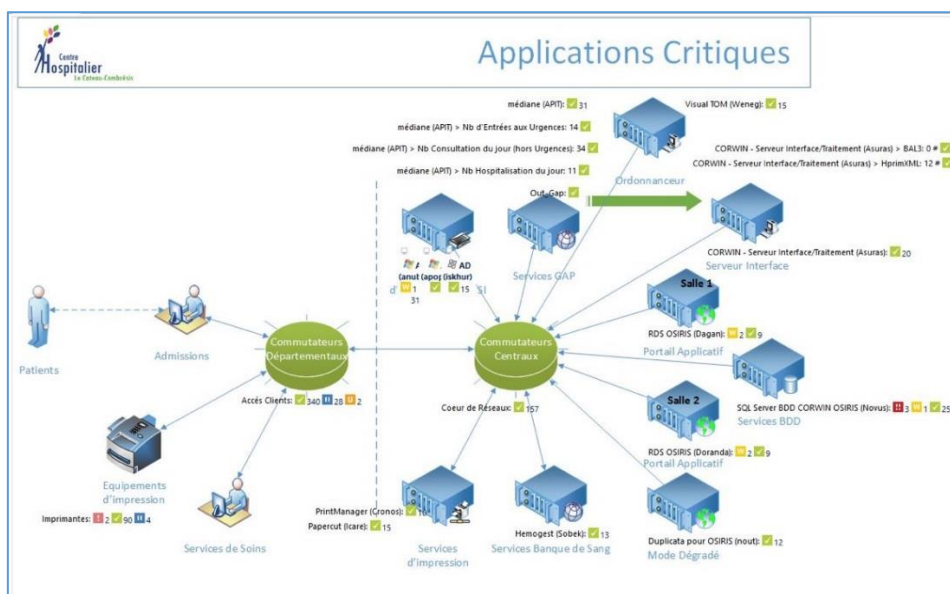 Centre
Hospitalier
Le Cateau-Cambrésis
Applications Critiques
médiane (APIT): 31
Visual TOM (Weneg): 15
médiane (APIT) > Nb d'Entrées aux Urgences: 14
médiane (APIT) > Nb Consultation du jour (hors Urgences): 34
CORWIN - Serveur Interface/Traitement (Asuras) > BAL3: 0 #
médiane (APIT) > Nb Hospitalisation du jour: 11
CORWIN - Serveur Interface/Traitement (Asuras) > HprimXML: 12 #
Ordonnanceur
Out_Gap:
CORWIN - Serveur Interface/Traitement (Asuras): 20
Serveur Interface
Services GAP
AD
(iskhur)
d' W 1 15 SI
31
Salle 1
RDS OSIRIS (Dagan): W 2 9
Portail Applicatif
Patients
Admissions
Commutateurs
Départementaux
Commutateurs
Centraux
Accés Clients: 340 28 U 2
Coeur de Réseaux: 157
Salle 2
SQL Server BDD CORWIN OSIRIS (Novus): 3 W 1 25
Services BDD
RDS OSIRIS (Doranda): W 2 9
Portail Applicatif
Equipements
d'impression
Imprimantes: 2 90 4
Services de Soins
PrintManager (Cronos):
Papercut (Icare): 15
Services
d'impression
Hemogest (Sobek): 13
Services Banque de Sang
Duplicata pour OSIRIS (nout): 12
Mode Dégradé